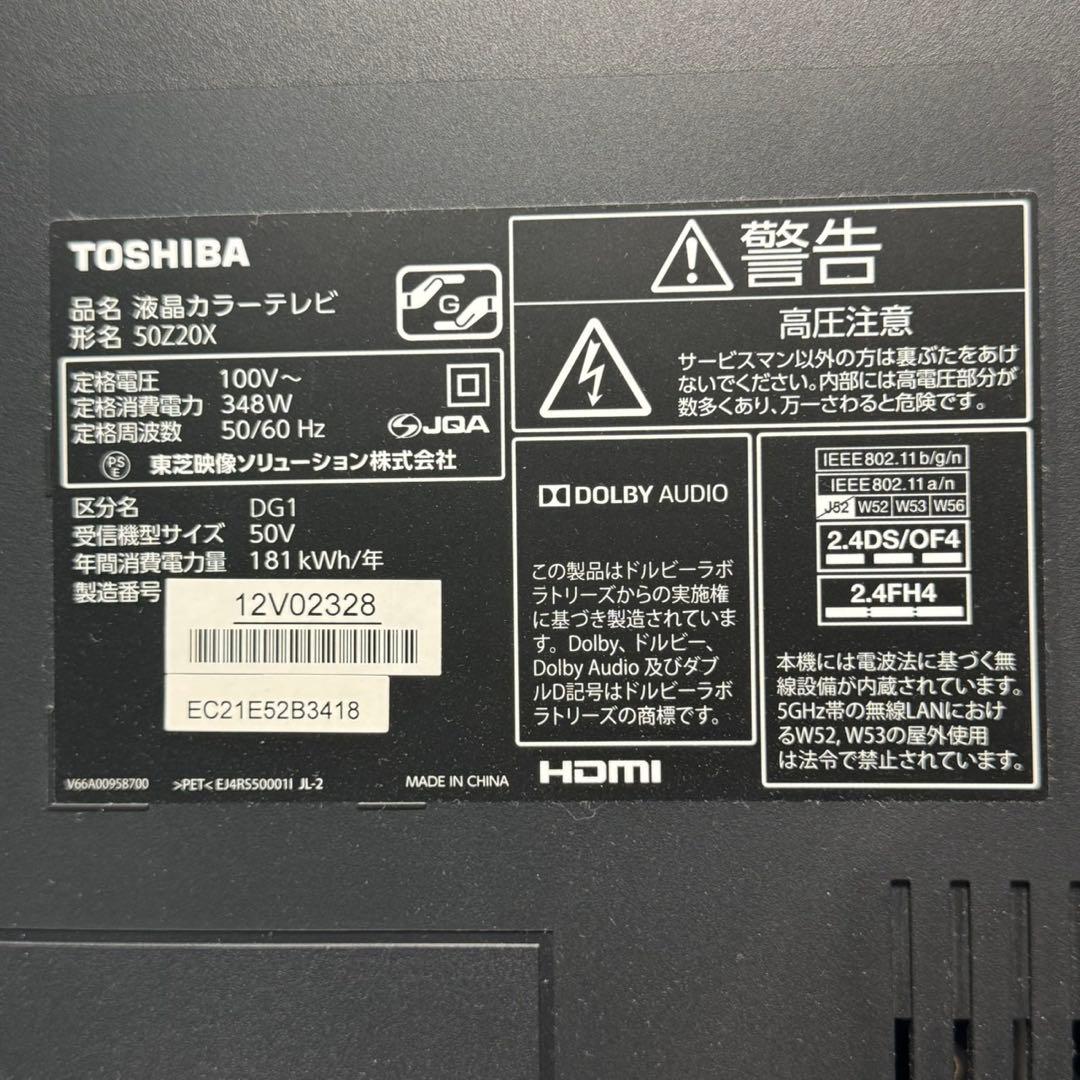 TOSHIBA
品名 液晶カラーテレビ
形名 50Z20X
G
定格電圧 100V～
定格消費電力 348W
定格周波数 50/60 Hz
JQA
PS
E
東芝映像ソリューション株式会社
区分名 DG1
受信機型サイズ 50V
年間消費電力量 181 kWh/年
製造番号
12V02328
EC21E52B3418
V66A00958700 >PET< EJ4RS50001I JL-2 MADE IN CHINA
警告
高圧注意
サービスマン以外の方は裏ぶたをあけ
ないでください。内部には高電圧部分が
数多くあり、万一さわると危険です。
DOLBY AUDIO
この製品はドルビーラボ
ラトリーズからの実施権
に基づき製造されていま
す。Dolby、ドルビー、
Dolby Audio 及びダブ
ルD記号はドルビーラボ
ラトリーズの商標です。
HDMI
IEEE802.11 b/g/n
IEEE802.11 a/n
J52 W52 W53 W56
2.4DS/OF4
2.4FH4
本機には電波法に基づく無
線設備が内蔵されています。
5GHz帯の無線LANにおけ
るW52, W53の屋外使用
は法令で禁止されています。